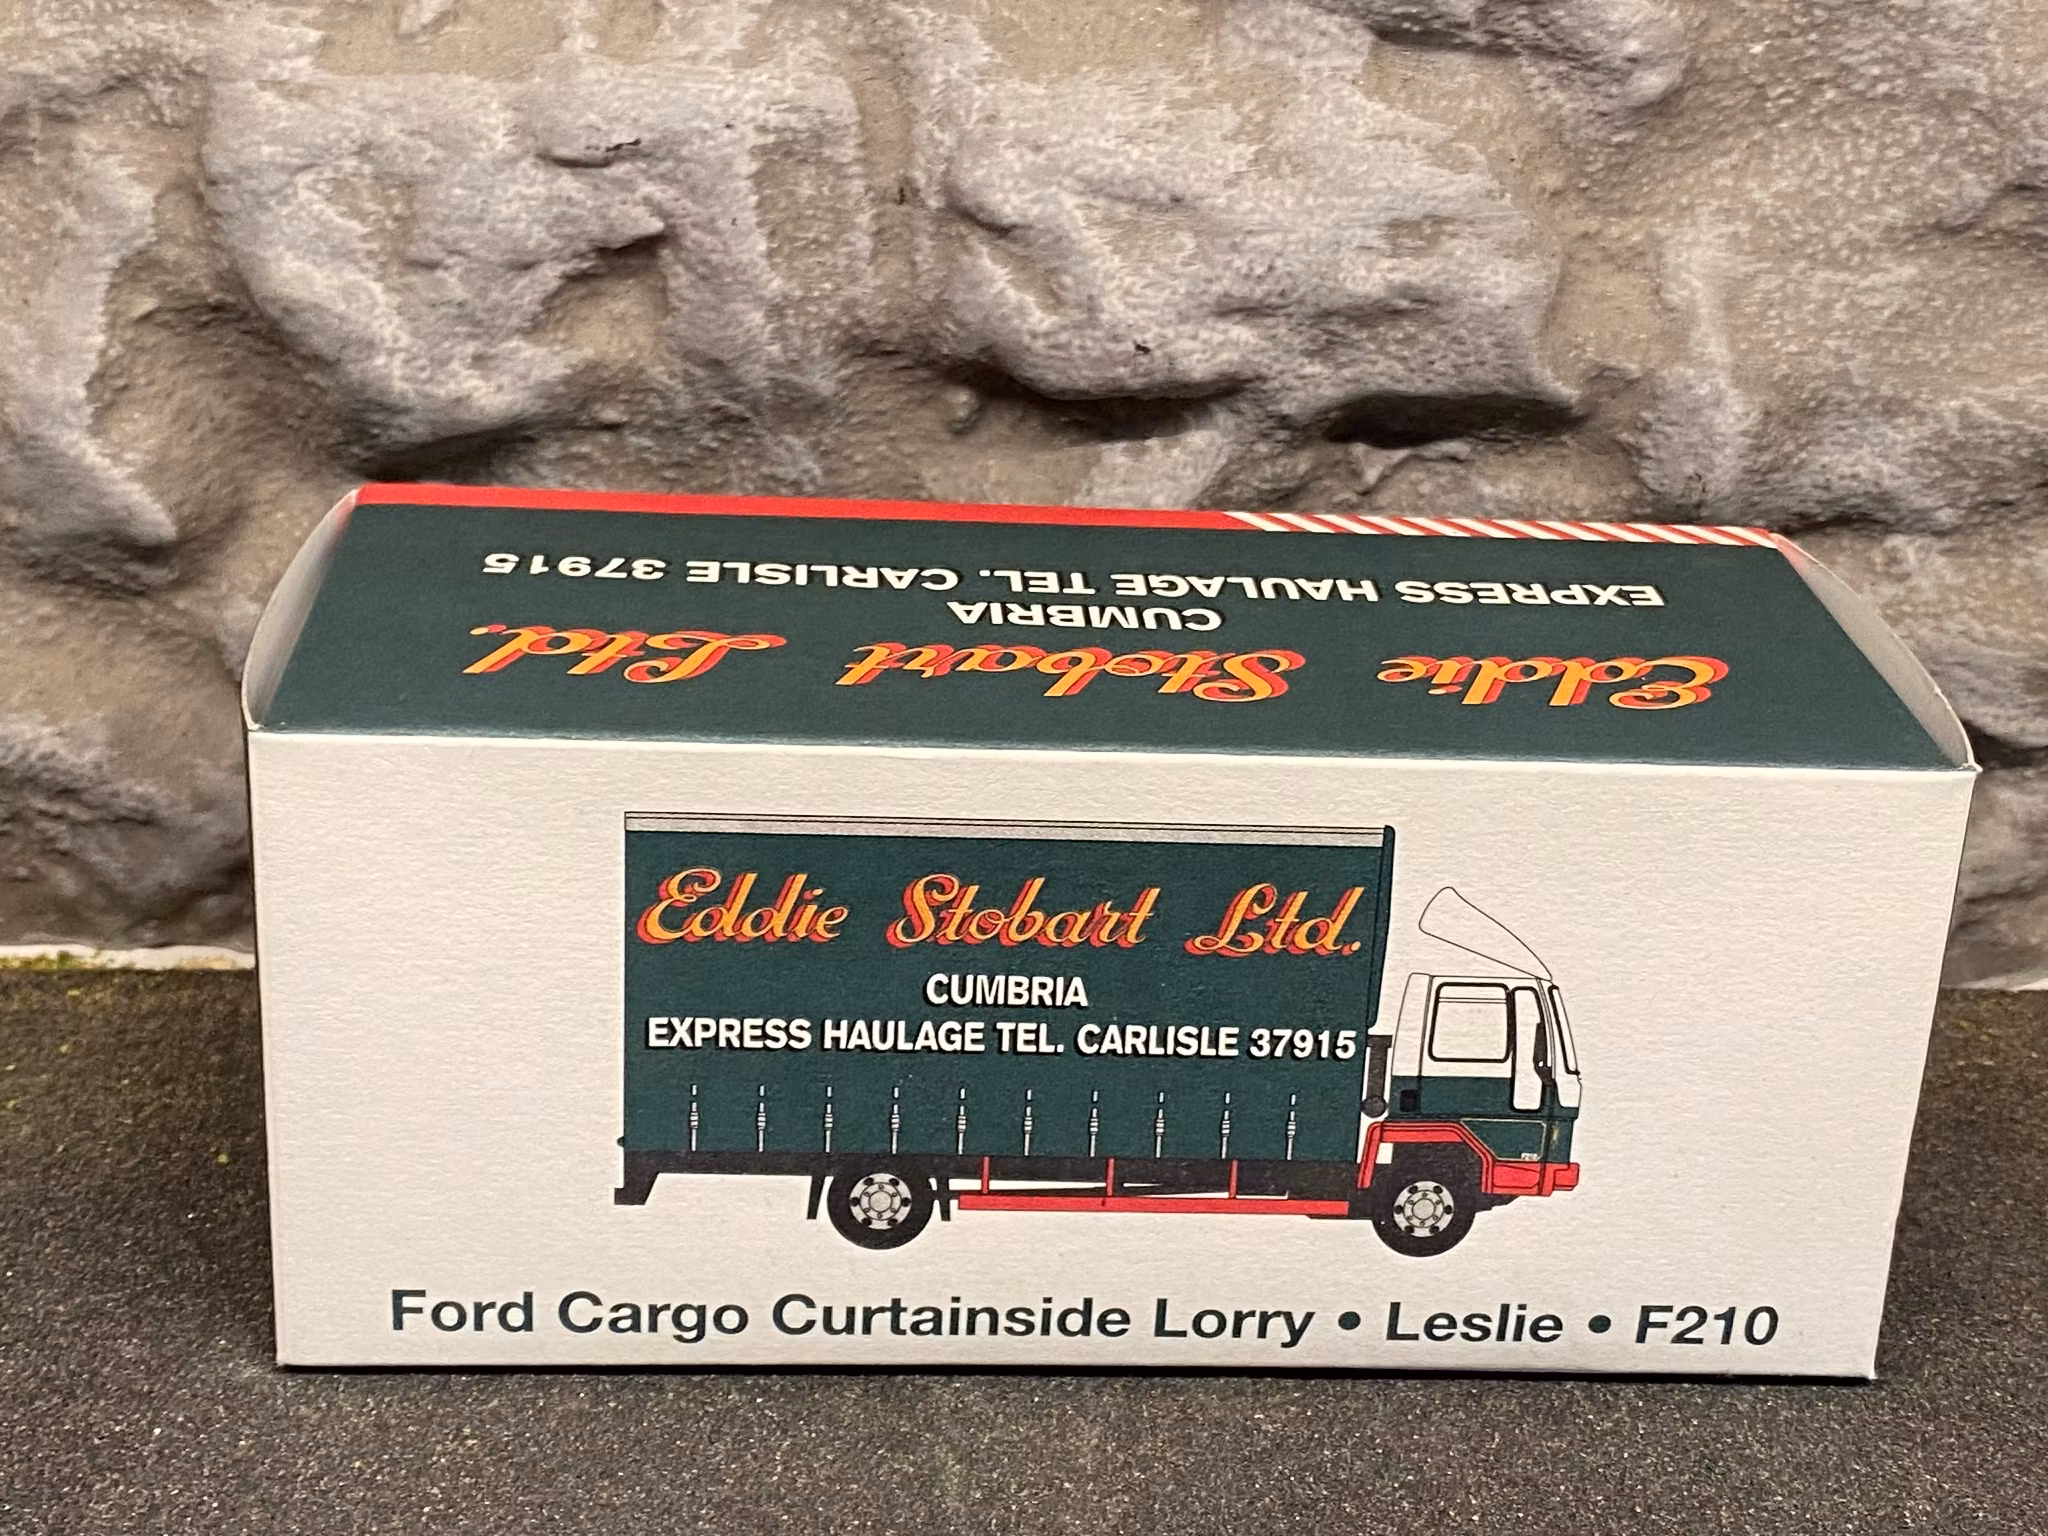 EXPRESS HAULAGE TEL. CARLISLE 37915
CUMBRIA
Eddie Stobart Ltd.
Eddie Stobart Ltd.
CUMBRIA
EXPRESS HAULAGE TEL. CARLISLE 37915
Ford Cargo Curtainside Lorry • Leslie • F210